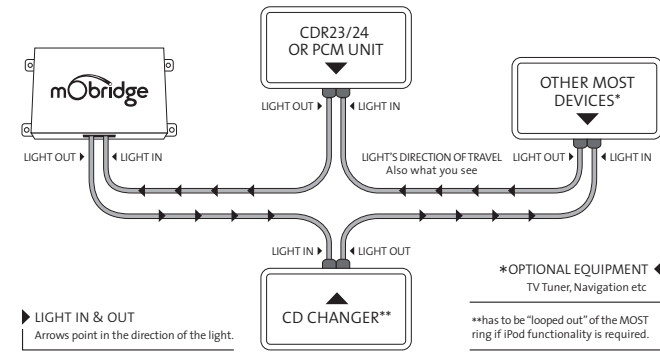 CDR23/24
OR PCM UNIT
mObridge
OTHER MOST
DEVICES*
LIGHT OUT
LIGHT IN
LIGHT OUT
LIGHT IN
LIGHT'S DIRECTION OF TRAVEL
Also what you see
LIGHT OUT
LIGHT IN
LIGHT IN
LIGHT OUT
CD CHANGER**
*OPTIONAL EQUIPMENT
TV Tuner, Navigation etc
LIGHT IN & OUT
Arrows point in the direction of the light.
**has to be "looped out" of the MOST
ring if iPod functionality is required.